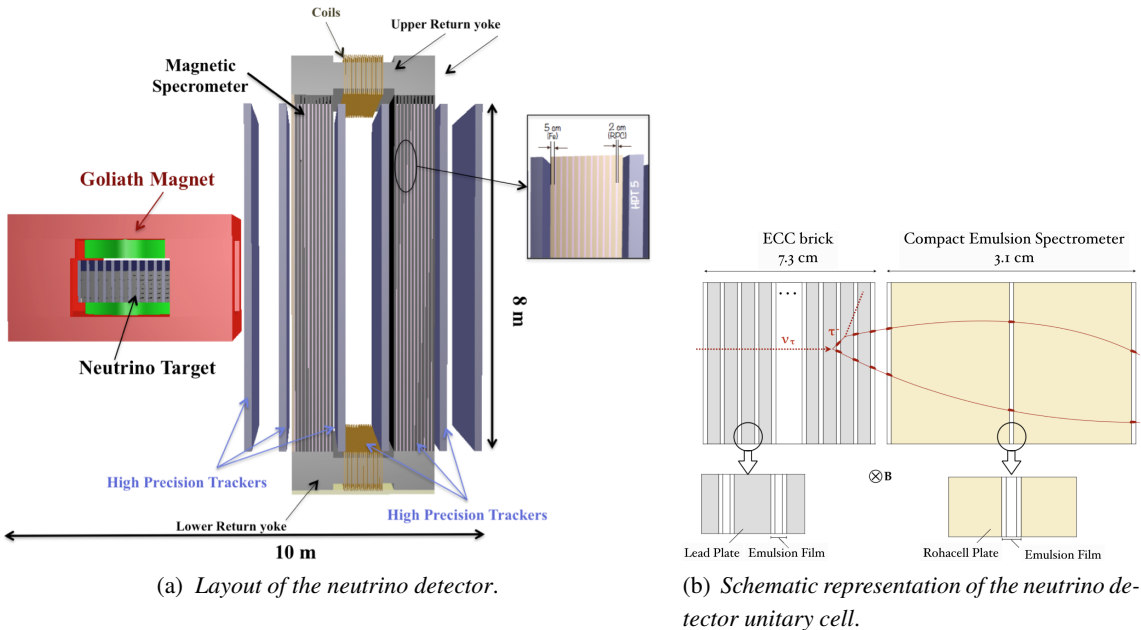 Coils
Upper Return yoke
Magnetic
Specrometer
5 cm
(Fe)
2 cm
(RPC)
HPT 5
Goliath Magnet
Neutrino Target
8 m
High Precision Trackers
High Precision Trackers
Lower Return yoke
10 m
(a) Layout of the neutrino detector.
ECC brick
7.3 cm
Compact Emulsion Spectrometer
3.1 cm
ντ
τ-
⊗ B
Lead Plate
Emulsion Film
Rohacell Plate
Emulsion Film
(b) Schematic representation of the neutrino de-
tector unitary cell.